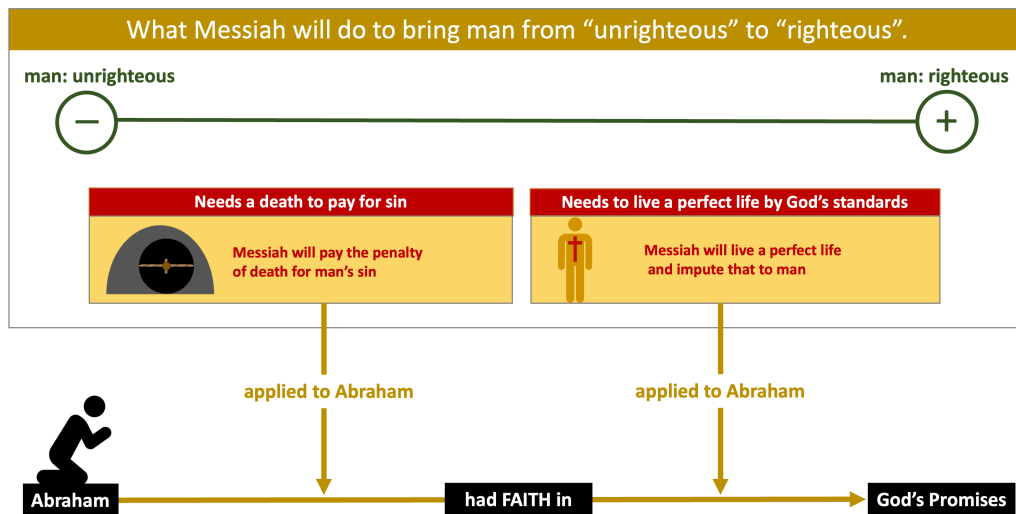 What Messiah will do to bring man from “unrighteous” to “righteous”.
man: unrighteous
man: righteous
Needs a death to pay for sin
Messiah will pay the penalty
of death for man’s sin
Needs to live a perfect life by God’s standards
Messiah will live a perfect life
and impute that to man
applied to Abraham
applied to Abraham
Abraham
had FAITH in
God’s Promises